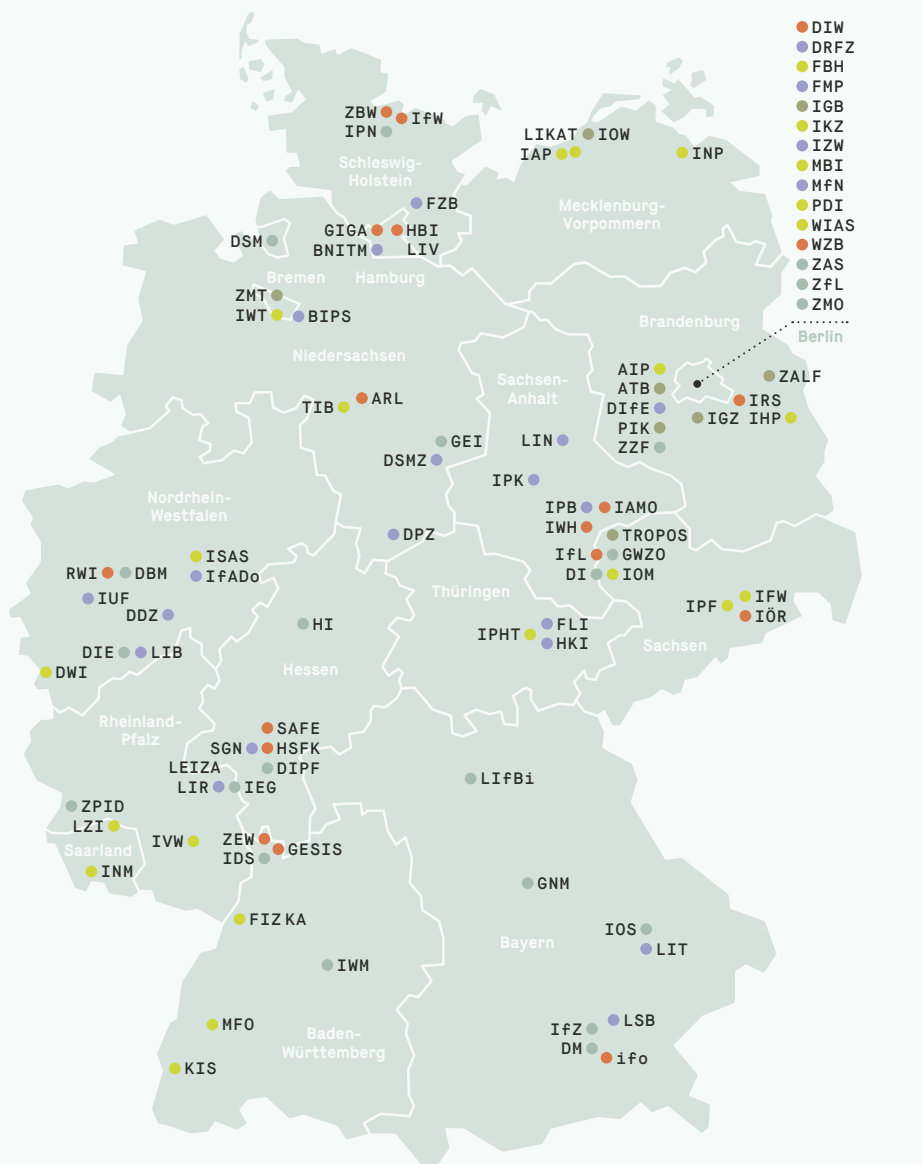 DIW
DRFZ
FBH
FMP
IGB
IKZ
IZW
MBI
MfN
PDI
WIAS
WZB
ZAS
ZfL
ZMO
Berlin
ZBW
IfW
IPN
Schleswig-
Holstein
LIKAT
IOW
IAP
INP
Mecklenburg-
Vorpommern
FZB
GIGA
HBI
BNITM
LIV
Hamburg
DSM
Bremen
ZMT
IWT
BIPS
Niedersachsen
TIB
ARL
GEI
DSMZ
DPZ
Sachsen-
Anhalt
LIN
IPK
IPB
IAMO
IWH
Brandenburg
AIP
ATB
DIfE
PIK
ZZF
ZALF
IRS
IGZ
IHP
TROPOS
IfL
GWZO
DI
IOM
IPF
IFW
IÖR
Sachsen
Nordrhein-
Westfalen
ISAS
RWI
DBM
IfADo
IUF
DDZ
DIE
LIB
DWI
HI
Hessen
Thüringen
IPHT
FLI
HKI
Rheinland-
Pfalz
SAFE
SGN
HSFK
DIPF
LEIZA
LIR
IEG
ZPID
LZI
Saarland
INM
IVW
ZEW
GESIS
IDS
FIZ KA
IWM
MFO
KIS
Baden-
Württemberg
LIfBi
GNM
Bayern
IOS
LIT
LSB
IfZ
DM
ifo